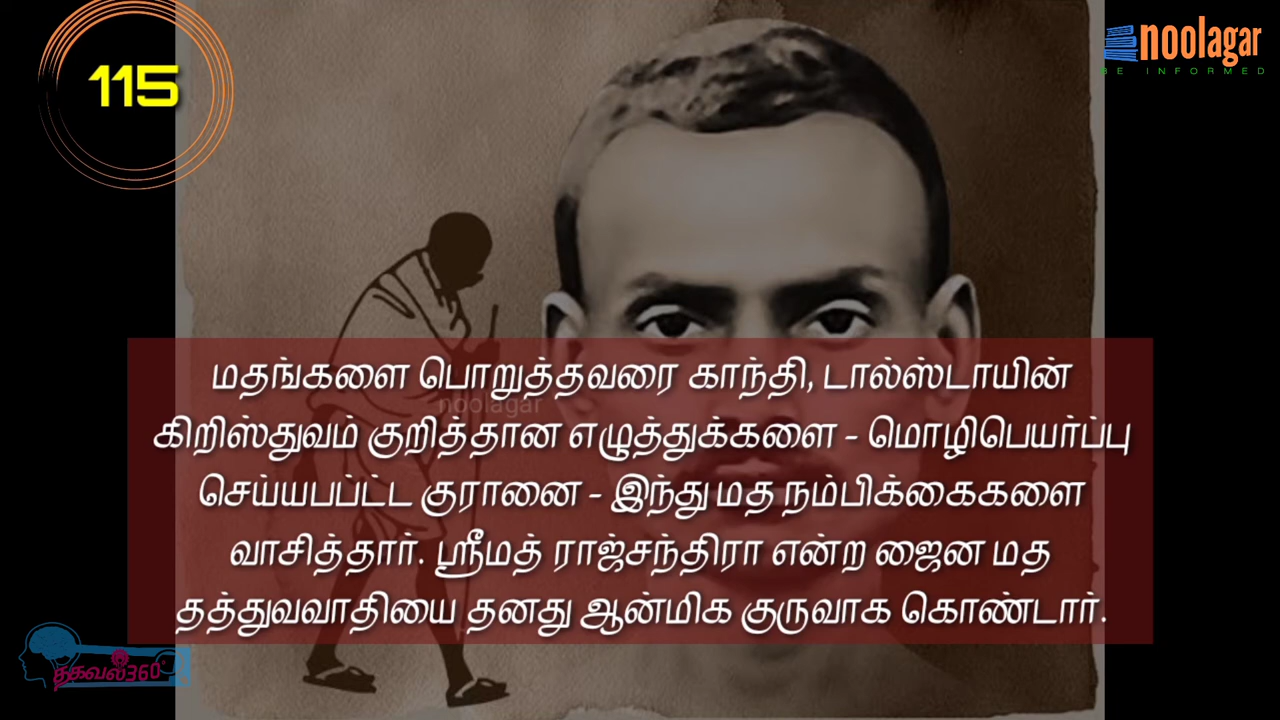 115
noolagar
BE INFORMED
மதங்களை பொறுத்தவரை காந்தி, டால்ஸ்டாயின்
noolagar
கிறிஸ்துவம் குறித்தான எழுத்துக்களை - மொழிபெயர்ப்பு
செய்யபப்ட்ட குரானை - இந்து மத நம்பிக்கைகளை
வாசித்தார். ஸ்ரீமத் ராஜ்சந்திரா என்ற ஜைன மத
தத்துவவாதியை தனது ஆன்மிக குருவாக கொண்டார்.
தகவல்360°